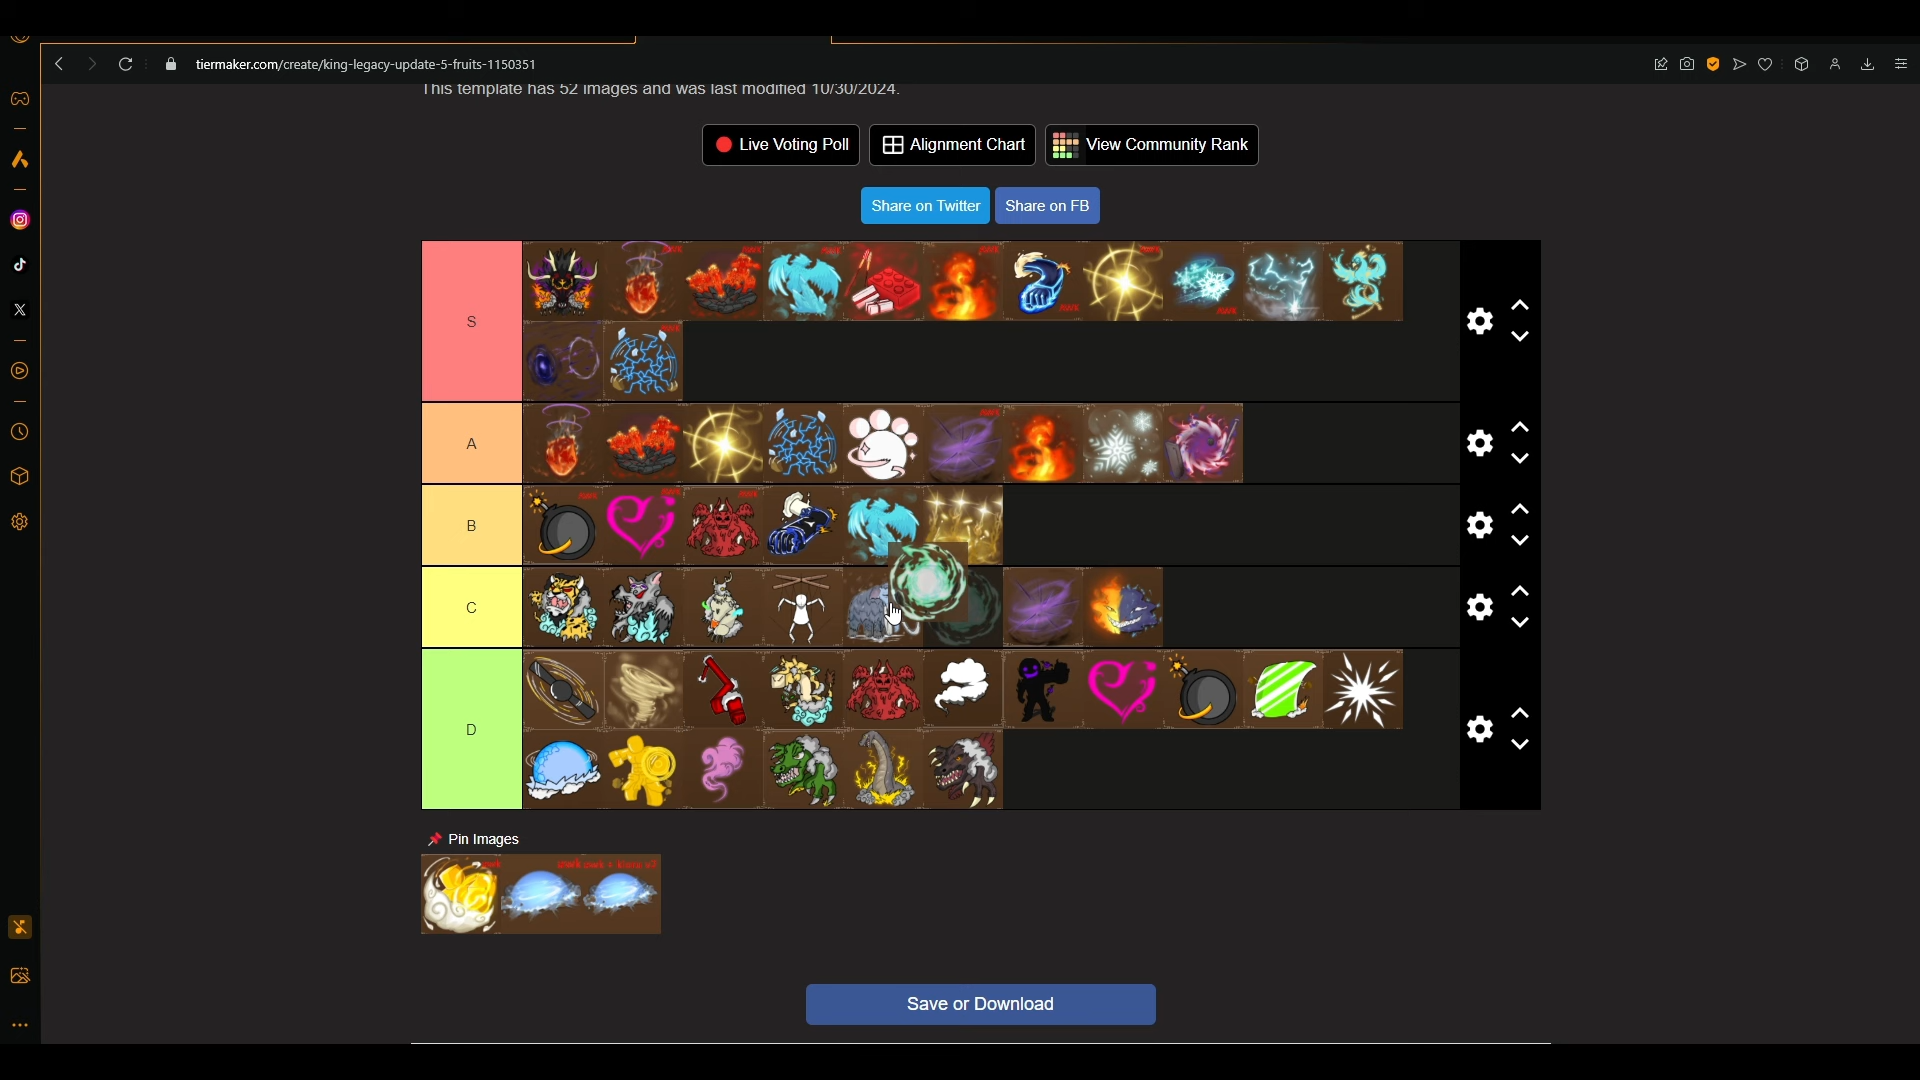 tiermaker.com/create/king-legacy-update-5-fruits-1150351
This template has 52 images and was last modified 10/30/2024.
Live Voting Poll
Alignment Chart
View Community Rank
Share on Twitter
Share on FB
S
A
B
C
D
Pin Images
Save or Download